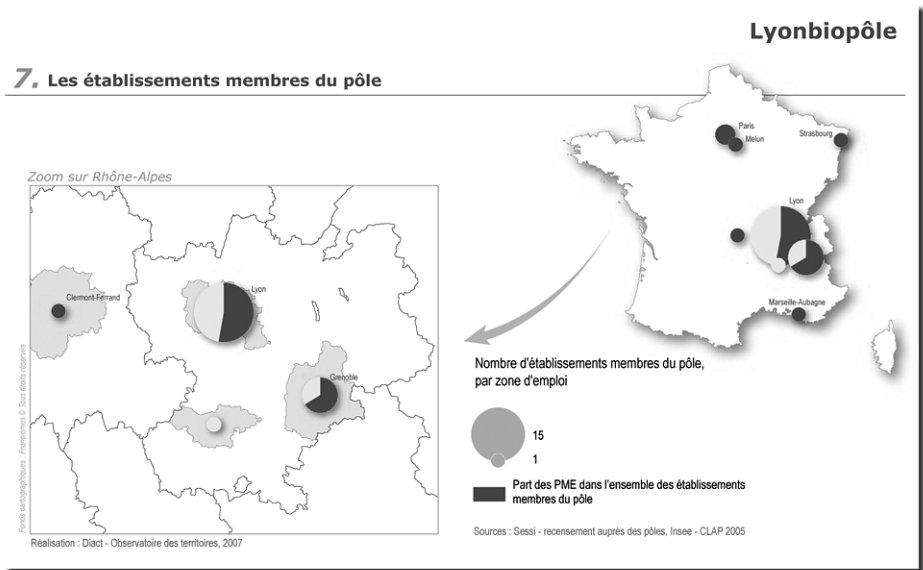 Lyonbiopôle
7. Les établissements membres du pôle
Zoom sur Rhône-Alpes
Clermont-Ferrand
Lyon
Grenoble
Fonds cartographiques : Francièmes © Tous droits réservés
Réalisation : Diact - Observatoire des territoires, 2007
Paris
Melun
Strasbourg
Lyon
Marseille-Aubagne
Nombre d'établissements membres du pôle,
par zone d'emploi
15
1
Part des PME dans l'ensemble des établissements
membres du pôle
Sources : Sessi - recensement auprès des pôles, Insee - CLAP 2005